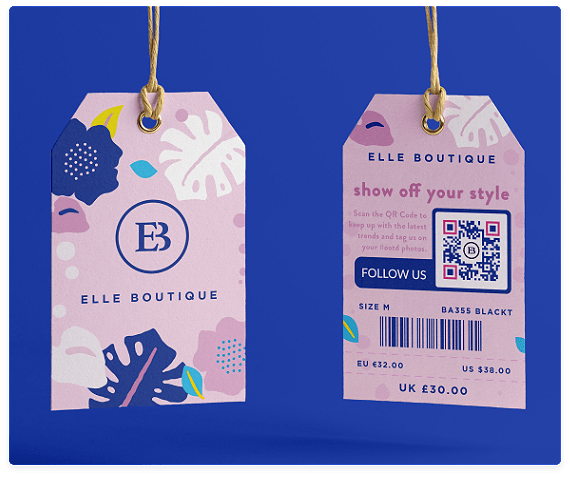 EB
ELLE BOUTIQUE
ELLE BOUTIQUE
show off your style
Scan the QR Code to
keep up with the latest
trends and tag us on
your #ootd photos.
FOLLOW US
EB
SIZE M
BA355 BLACKT
EU €32.00
US $38.00
UK £30.00